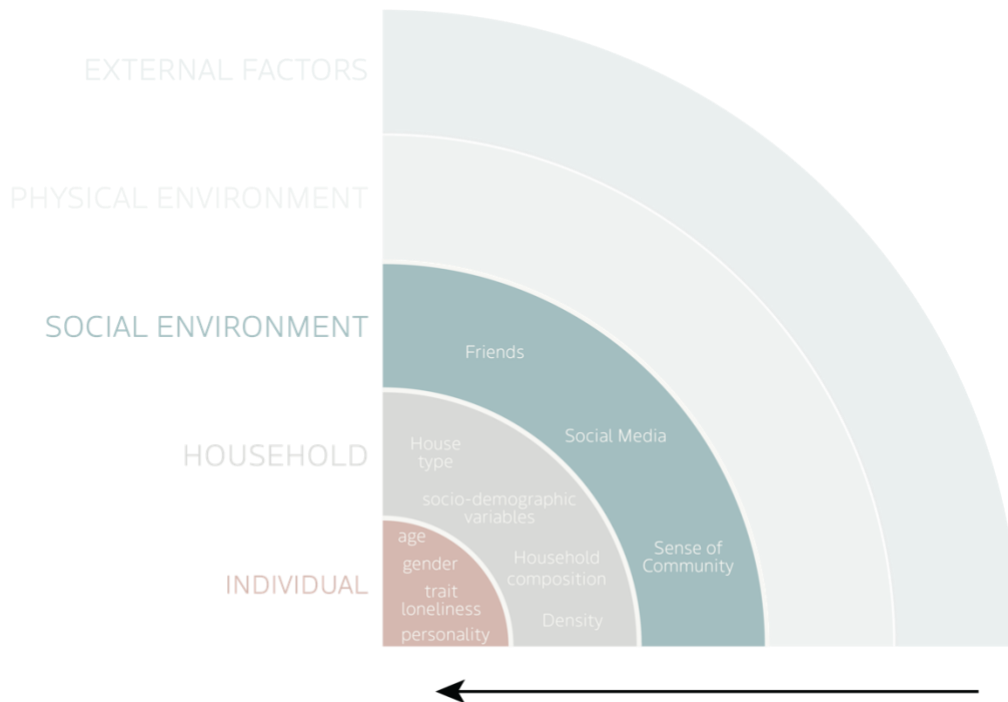 EXTERNAL FACTORS
PHYSICAL ENVIRONMENT
SOCIAL ENVIRONMENT
Friends
Social Media
Sense of
Community
HOUSEHOLD
House
type
socio-demographic
variables
Household
composition
Density
INDIVIDUAL
age
gender
trait
loneliness
personality